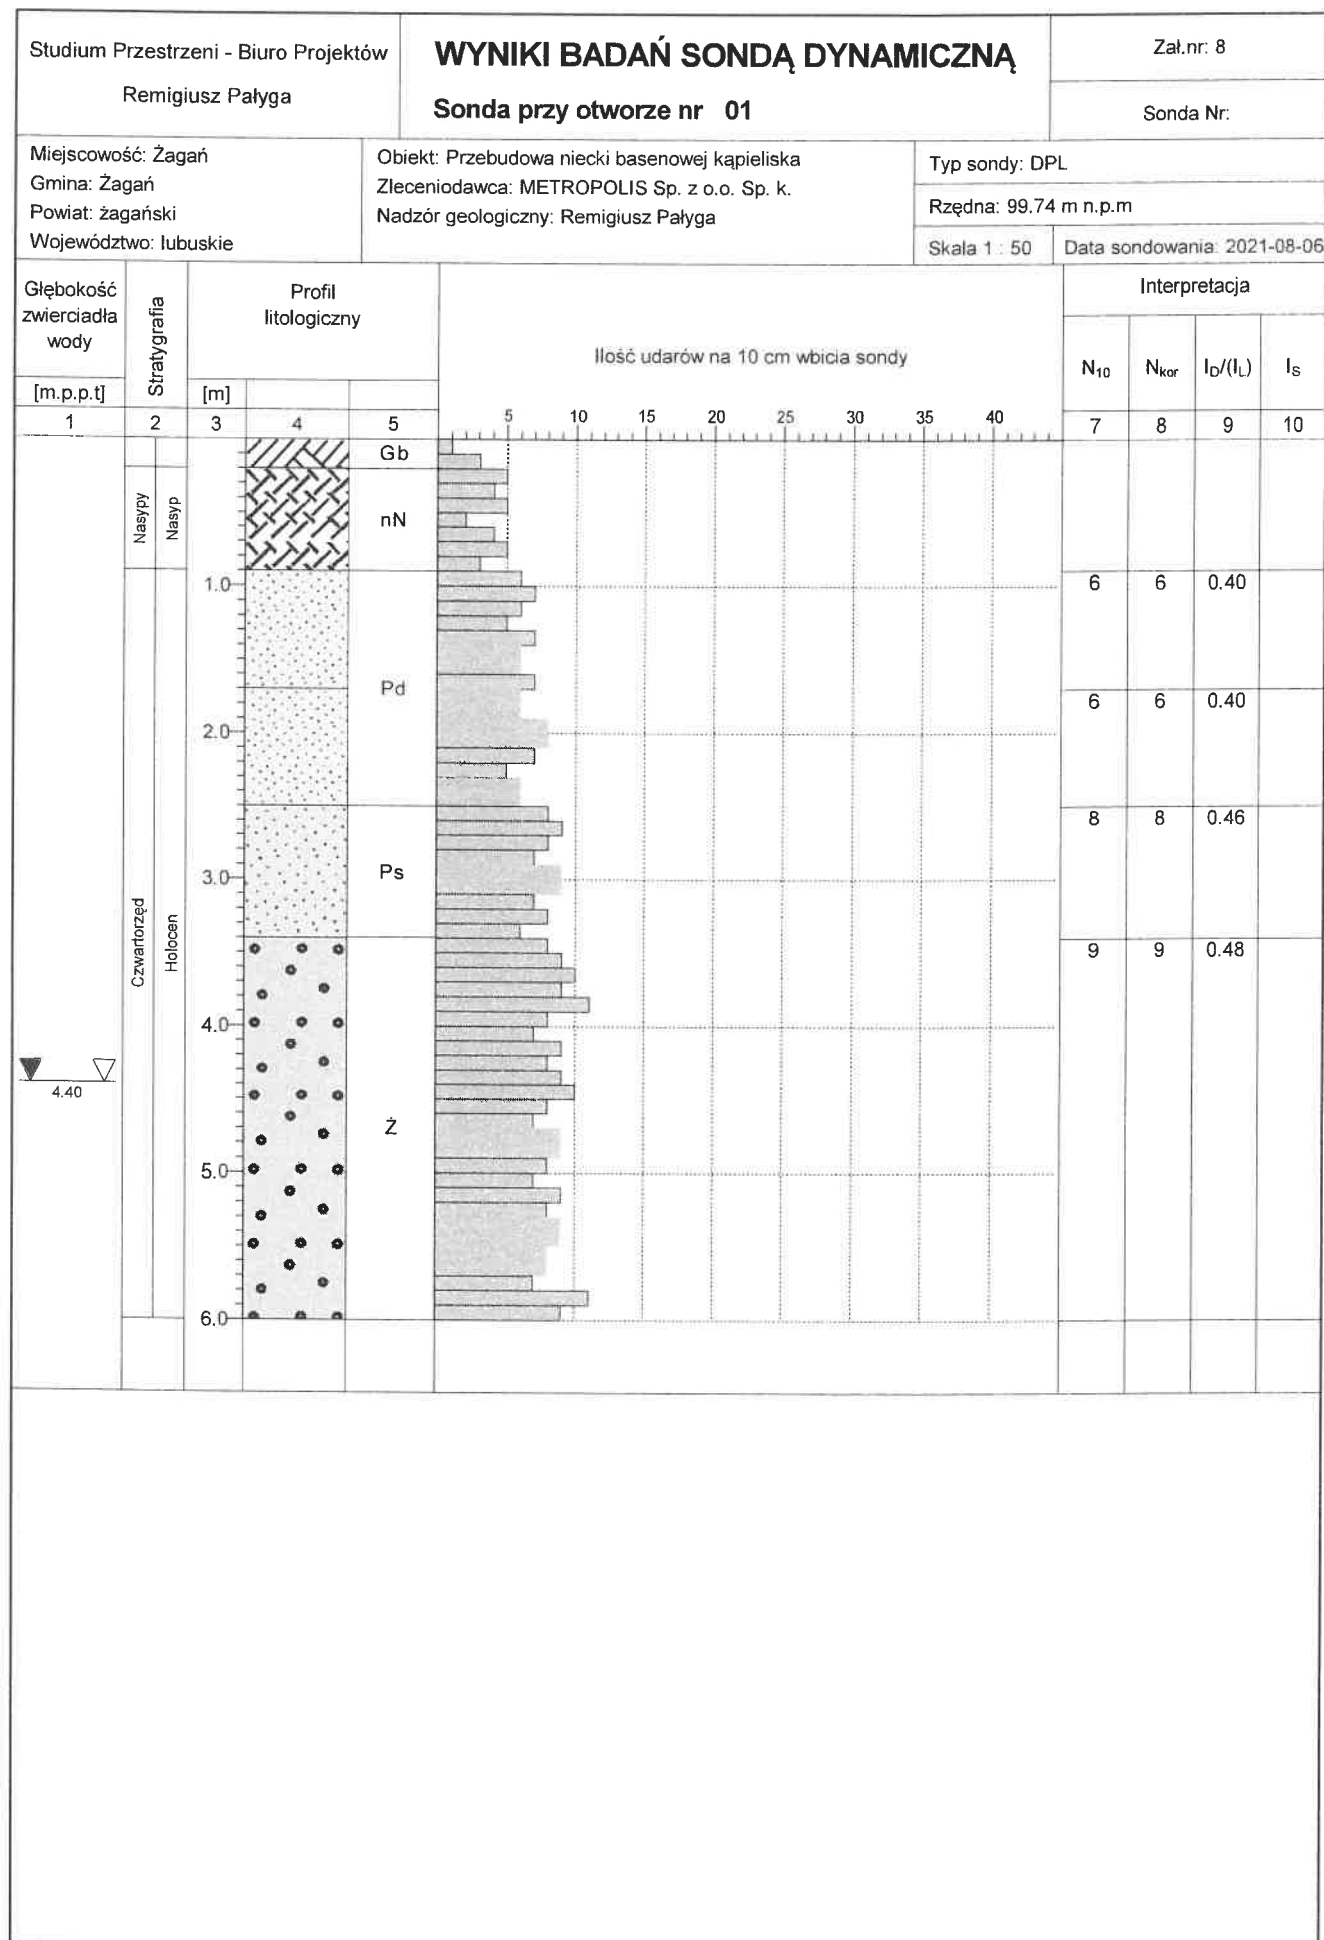 Studium Przestrzeni - Biuro Projektów
Remigiusz Pałyga
WYNIKI BADAŃ SONDĄ DYNAMICZNĄ
Sonda przy otworze nr 01
Zał.nr: 8
Sonda Nr:
Miejscowość: Żagań
Gmina: Żagań
Powiat: żagański
Województwo: lubuskie
Obiekt: Przebudowa niecki basenowej kąpieliska
Zleceniodawca: METROPOLIS Sp. z o.o. Sp. k.
Nadzór geologiczny: Remigiusz Pałyga
Typ sondy: DPL
Rzędna: 99.74 m n.p.m
Skala 1 : 50
Data sondowania: 2021-08-06
Głębokość
zwierciadła
wody
[m.p.p.t]
Stratygrafia
Profil
litologiczny
[m]
Ilość udarów na 10 cm wbicia sondy
Interpretacja
N10 Nkor ID/(IL) IS
1 2 3 4 5
5 10 15 20 25 30 35 40
7 8 9 10
Gb
Nasypy
Nasyp
nN
1.0
6 6 0.40
Pd
6 6 0.40
2.0
8 8 0.46
Ps
3.0
Czwartorzęd
Holocen
9 9 0.48
4.0
4.40
Ż
5.0
6.0